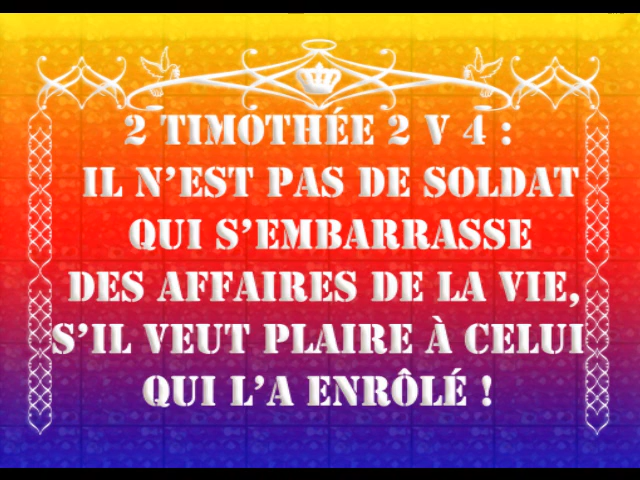 2 TIMOTHÉE 2 V 4 :
IL N'EST PAS DE SOLDAT
QUI S'EMBARRASSE
DES AFFAIRES DE LA VIE,
S'IL VEUT PLAIRE À CELUI
QUI L'A ENRÔLÉ !